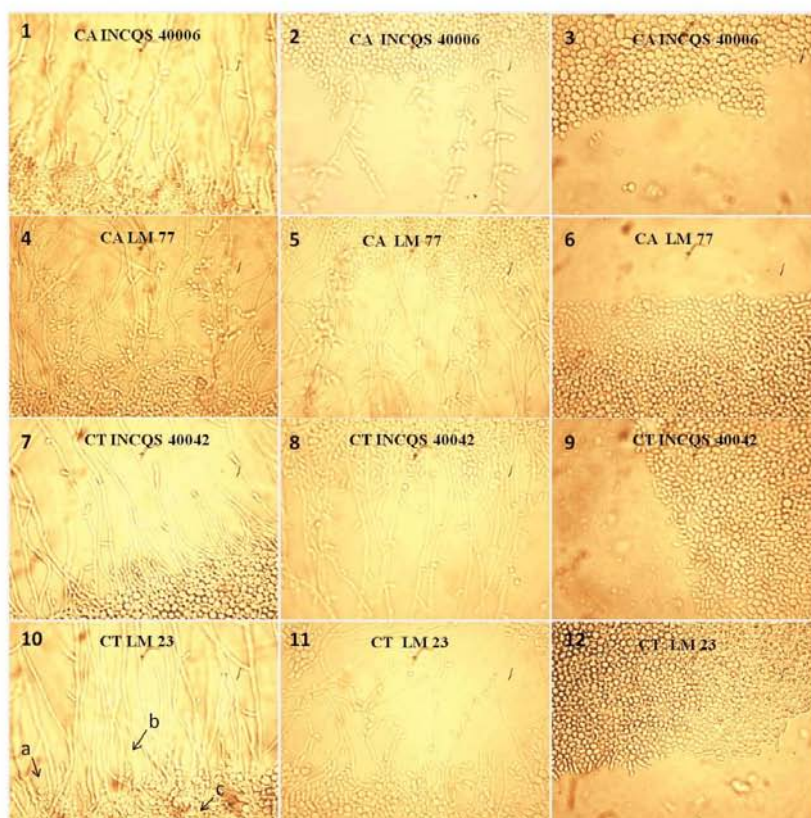 1 CA INCQS 40006
2 CA INCQS 40006
3 CA INCQS 40006
4 CA LM 77
5 CA LM 77
6 CA LM 77
7 CT INCQS 40042
8 CT INCQS 40042
9 CT INCQS 40042
10 CT LM 23
b
a
c
11 CT LM 23
12 CT LM 23